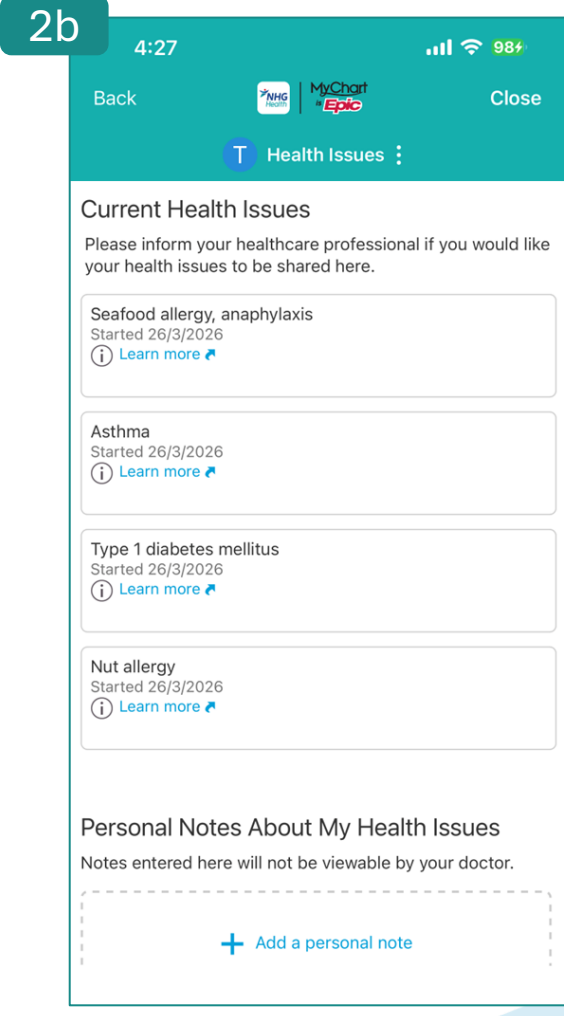 2b
4:27
98
Back
NHG
Health
MyChart
Epic
Close
T Health Issues
Current Health Issues
Please inform your healthcare professional if you would like
your health issues to be shared here.
Seafood allergy, anaphylaxis
Started 26/3/2026
Learn more
Asthma
Started 26/3/2026
Learn more
Type 1 diabetes mellitus
Started 26/3/2026
Learn more
Nut allergy
Started 26/3/2026
Learn more
Personal Notes About My Health Issues
Notes entered here will not be viewable by your doctor.
+ Add a personal note